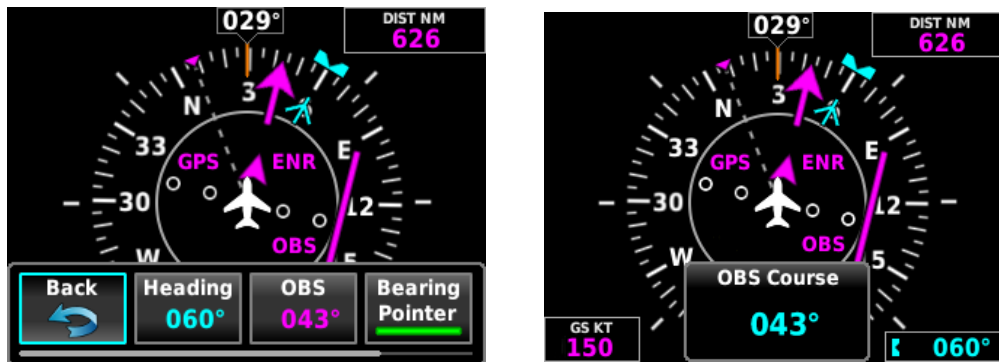 029°
DIST NM
626
3
N
33
GPS
ENR
E
30
12
OBS
W
Back
Heading
060°
OBS
043°
Bearing
Pointer
029°
DIST NM
626
3
N
33
GPS
ENR
E
30
12
OBS
W
15
OBS Course
043°
GS KT
150
060°